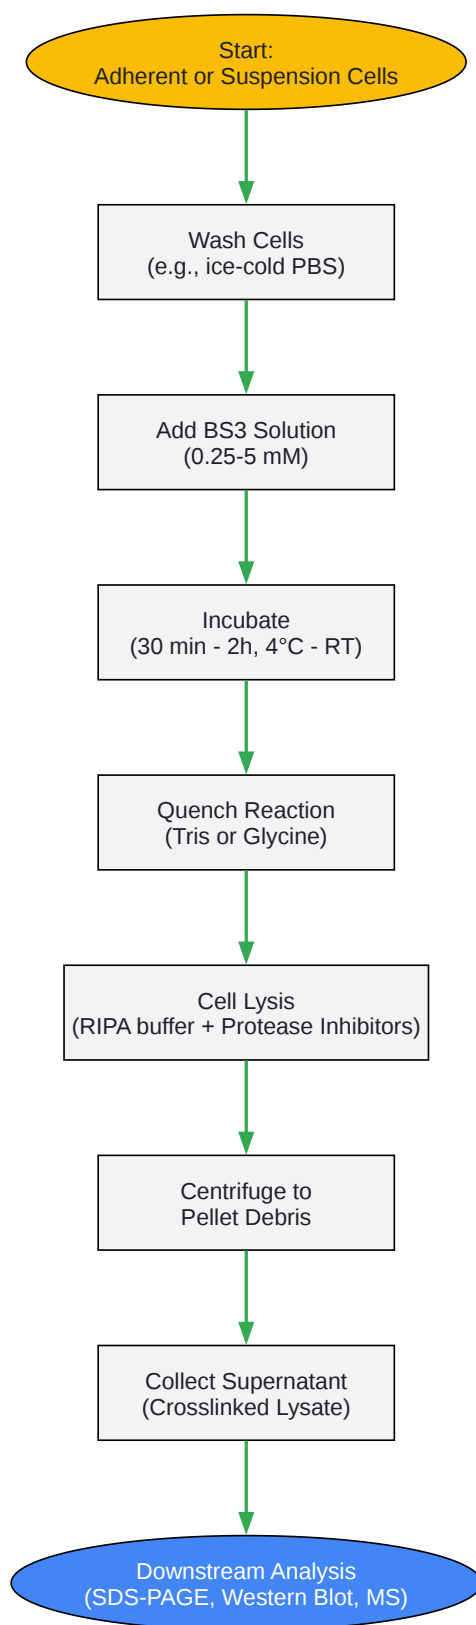 Start:
Adherent or Suspension Cells
Wash Cells
(e.g., ice-cold PBS)
Add BS3 Solution
(0.25-5 mM)
Incubate
(30 min - 2h, 4°C - RT)
Quench Reaction
(Tris or Glycine)
Cell Lysis
(RIPA buffer + Protease Inhibitors)
Centrifuge to
Pellet Debris
Collect Supernatant
(Crosslinked Lysate)
Downstream Analysis
(SDS-PAGE, Western Blot, MS)